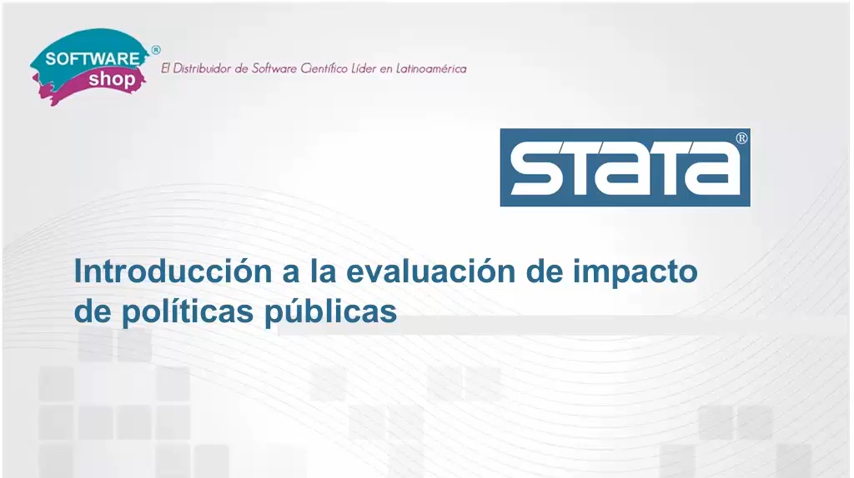 SOFTWARE ®
shop
El Distribuidor de Software Científico Líder en Latinoamérica
STATA ®
Introducción a la evaluación de impacto
de políticas públicas